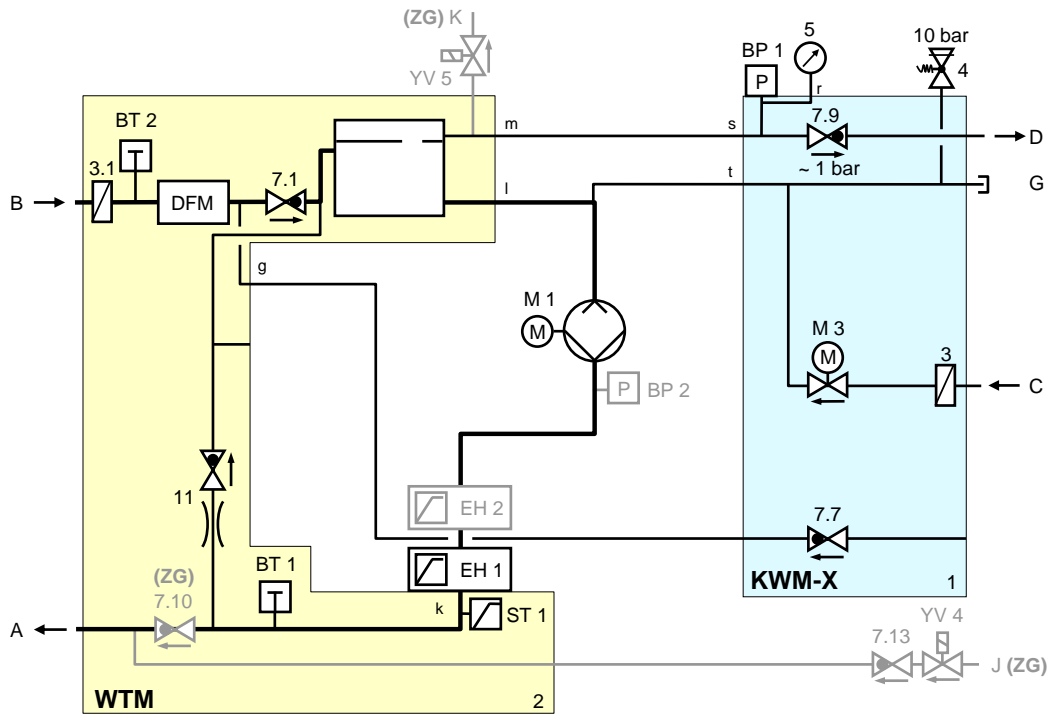 (ZG) K
YV 5
BP 1
P
5
r
10 bar
4
BT 2
T
3.1
B
DFM
7.1
m
s
7.9
~ 1 bar
D
l
t
G
g
M 1
M
M 3
M
3
C
P
BP 2
11
EH 2
EH 1
7.7
KWM-X
1
(ZG)
7.10
BT 1
T
k
ST 1
A
7.13
YV 4
J (ZG)
WTM
2